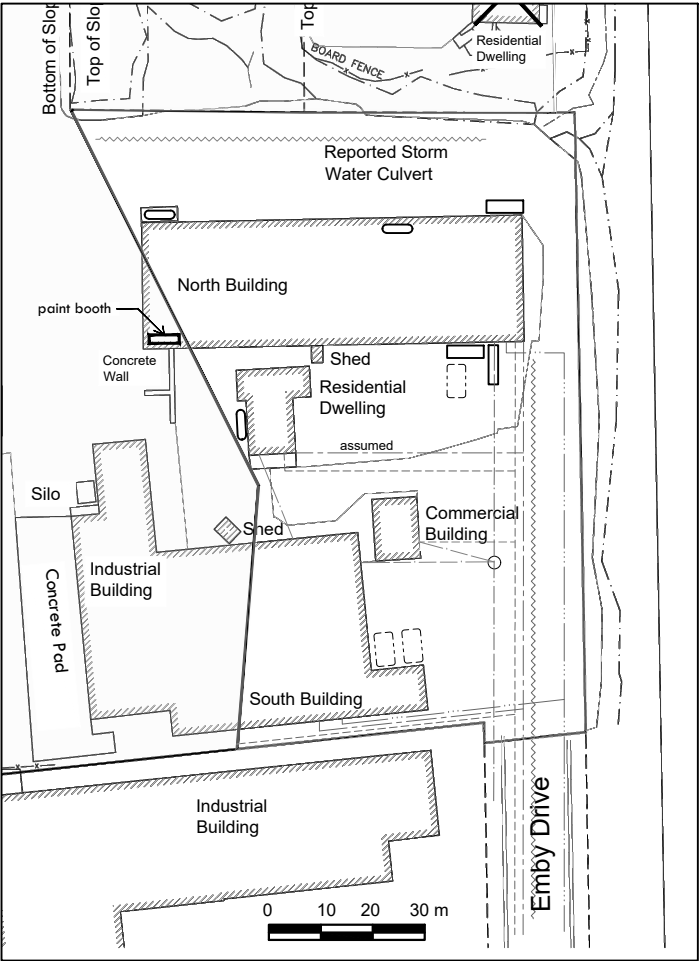 Bottom of Slop
Top of Slop
Top
BOARD FENCE
Residential
Dwelling
Reported Storm
Water Culvert
North Building
paint booth
Concrete
Wall
Shed
Residential
Dwelling
assumed
Silo
Shed
Commercial
Building
Industrial
Building
Concrete Pad
South Building
Industrial
Building
Emby Drive
0 10 20 30 m